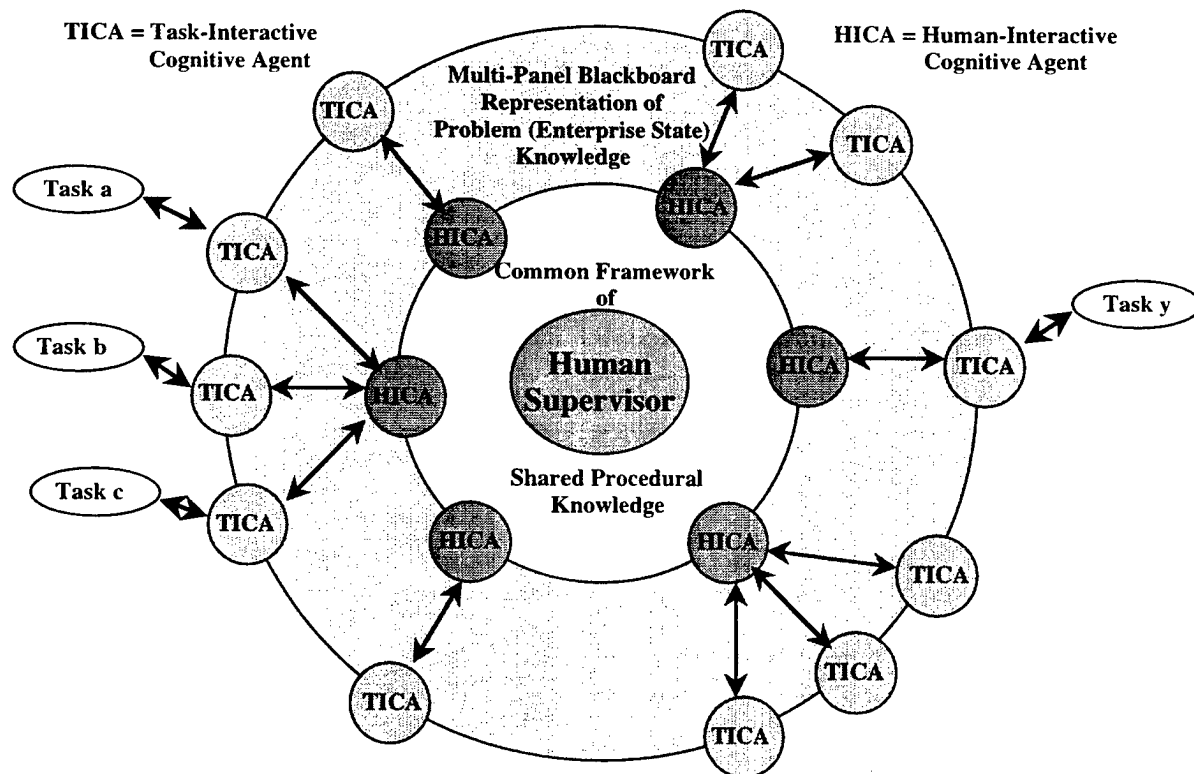 TICA = Task-Interactive
Cognitive Agent
HICA = Human-Interactive
Cognitive Agent
TICA
Multi-Panel Blackboard
Representation of
Problem (Enterprise State)
Knowledge
TICA
TICA
Task a
HICA
HICA
TICA
TICA
Common Framework
of
Task y
Task b
HICA
TICA
Human
Supervisor
TICA
HICA
Task c
Shared Procedural
Knowledge
TICA
HICA
HICA
TICA
TICA
TICA
TICA